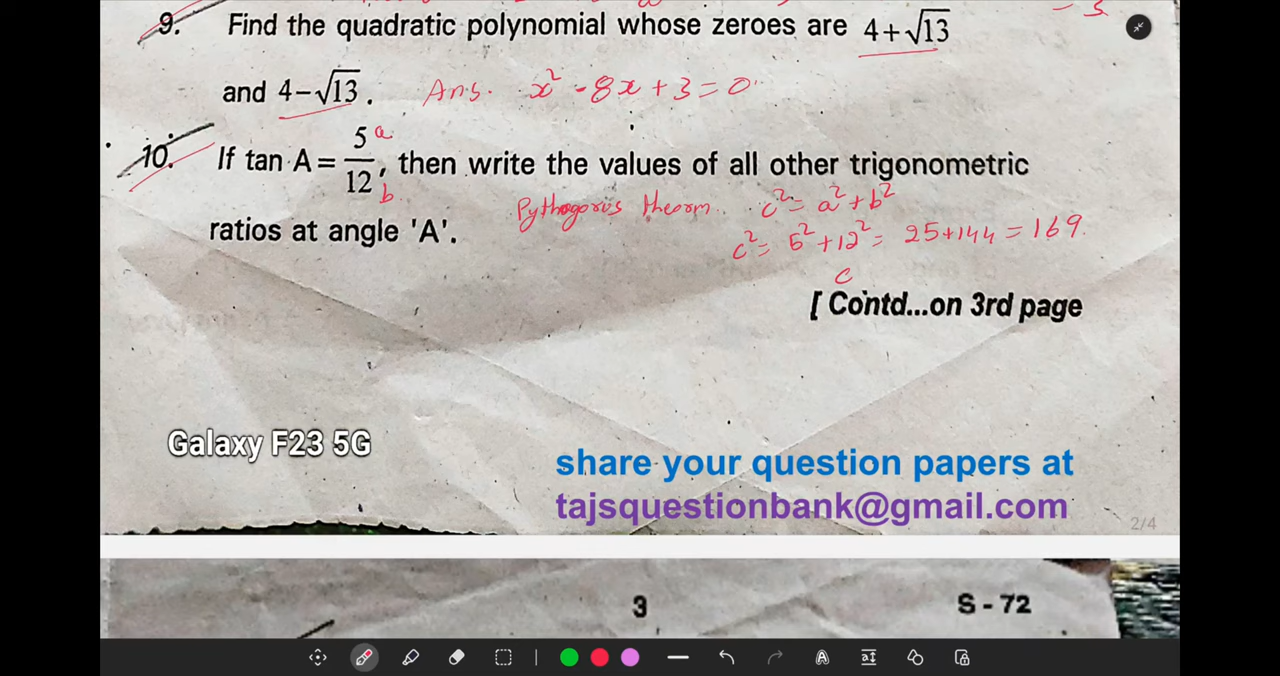 9. Find the quadratic polynomial whose zeroes are 4+√13
and 4−√13. Ans. x² - 8x + 3 = 0
10. If tan A = 5/12, then write the values of all other trigonometric
a
b
Pythogorus theorm c² = a² + b²
ratios at angle 'A'.
c² = 5² + 12² = 25 + 144 = 169
c
[ Contd...on 3rd page
Galaxy F23 5G
share your question papers at
tajsquestionbank@gmail.com
2/4
3 S - 72